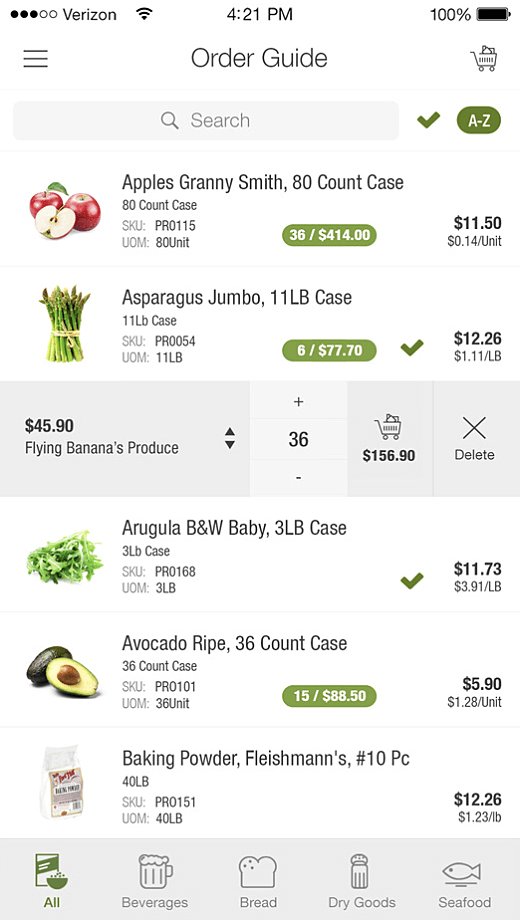 Verizon 4:21 PM 100%
Order Guide
Search A-Z
Apples Granny Smith, 80 Count Case
80 Count Case
SKU: PR0115
UOM: 80Unit
36 / $414.00
$11.50
$0.14/Unit
Asparagus Jumbo, 11LB Case
11Lb Case
SKU: PR0054
UOM: 11LB
6 / $77.70
$12.26
$1.11/LB
$45.90
Flying Banana’s Produce
+
36
-
$156.90
Delete
Arugula B&W Baby, 3LB Case
3Lb Case
SKU: PR0168
UOM: 3LB
$11.73
$3.91/LB
Avocado Ripe, 36 Count Case
36 Count Case
SKU: PR0101
UOM: 36Unit
15 / $88.50
$5.90
$1.28/Unit
Baking Powder, Fleishmann's, #10 Pc
40LB
SKU: PR0151
UOM: 40LB
$12.26
$1.23/lb
BAKING POWDER
All Beverages Bread Dry Goods Seafood